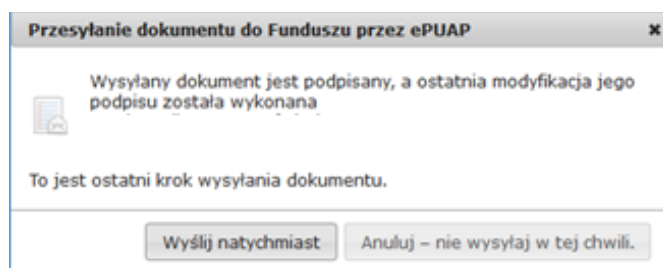 Przesyłanie dokumentu do Funduszu przez ePUAP
Wysyłany dokument jest podpisany, a ostatnia modyfikacja jego
podpisu została wykonana
To jest ostatni krok wysyłania dokumentu.
Wyślij natychmiast
Anuluj – nie wysyłaj w tej chwili.